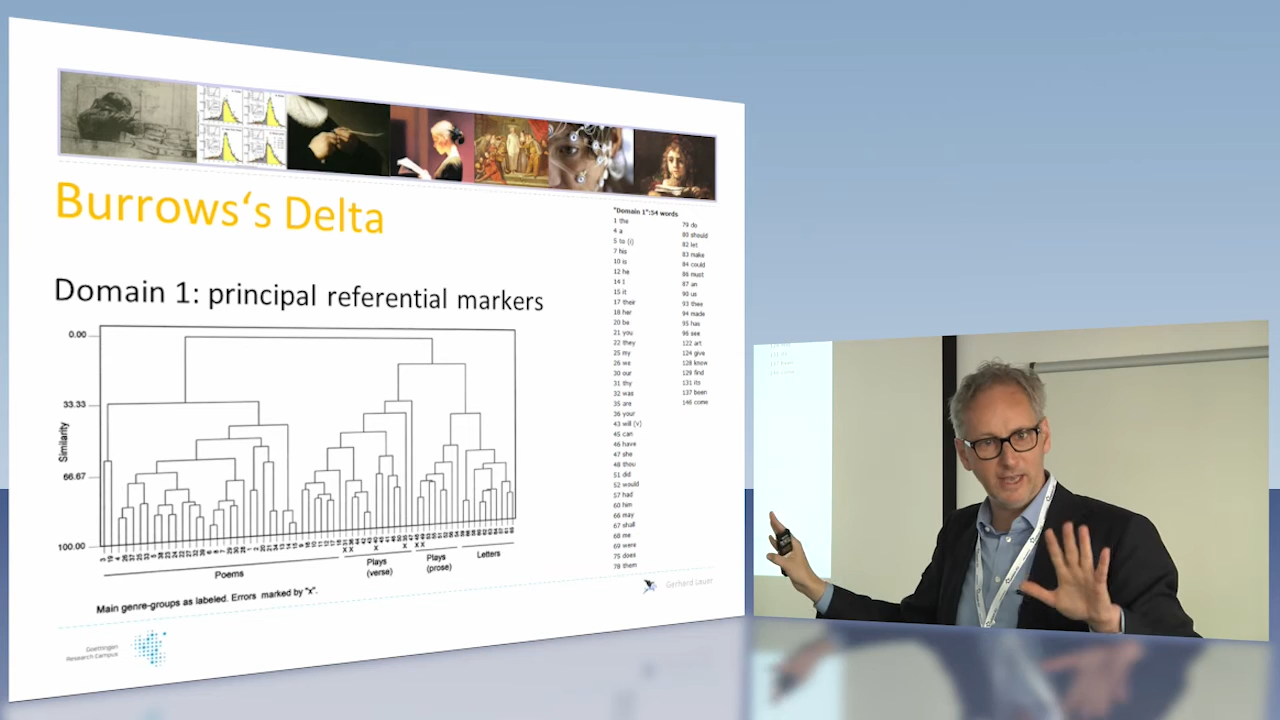 Burrows‘s Delta
Domain 1: principal referential markers
0.00
33.33
66.67
100.00
Similarity
Poems
Plays
(verse)
Plays
(prose)
Letters
Main genre-groups as labeled. Errors marked by "x".
"Domain 1":54 words
1 the
4 a
5 to (i)
7 his
10 is
12 he
14 I
15 it
17 their
18 her
20 be
21 you
22 they
25 my
26 we
30 our
31 thy
32 was
35 are
36 your
43 will (v)
45 can
46 have
47 she
48 thou
51 did
52 would
57 had
60 him
66 may
67 shall
68 me
69 were
75 does
78 them
79 do
80 should
82 let
83 make
84 could
86 must
87 an
90 us
93 thee
94 made
95 has
96 see
122 art
124 give
128 know
129 find
131 its
137 been
146 come
Goettingen
Research Campus
Gerhard Lauer